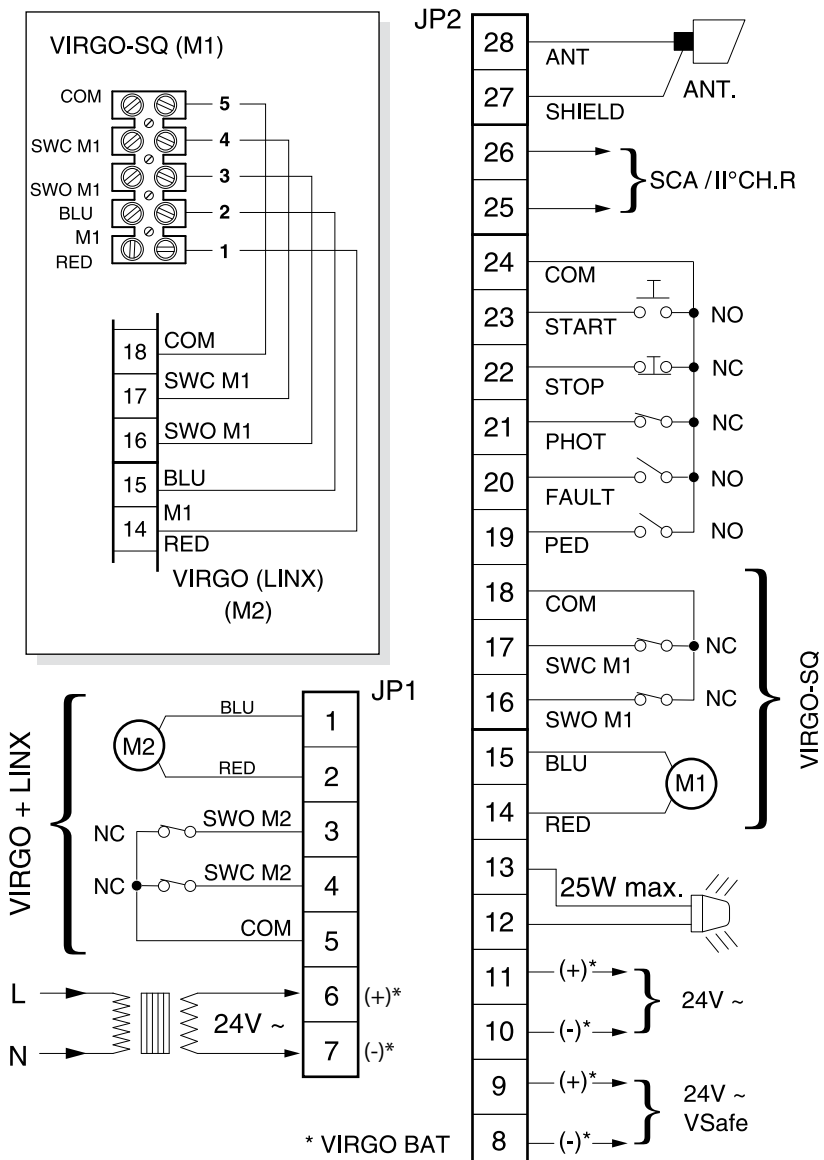 VIRGO-SQ (M1)
COM
5
SWC M1
4
SWO M1
3
BLU
2
M1
RED
1
18 COM
17 SWC M1
16 SWO M1
15 BLU
14 M1
RED
VIRGO (LINX)
(M2)
JP1
VIRGO + LINX
M2
BLU 1
RED 2
NC SWO M2 3
NC SWC M2 4
COM 5
L 24V ~ 6 (+)*
N 7 (-)*
* VIRGO BAT
JP2
28 ANT
ANT.
27 SHIELD
26
SCA /II°CH.R
25
24 COM
23 START NO
22 STOP NC
21 PHOT NC
20 FAULT NO
19 PED NO
18 COM
17 SWC M1 NC
16 SWO M1 NC
VIRGO-SQ
15 BLU
M1
14 RED
13
25W max.
12
11 (+)*
24V ~
10 (-)*
9 (+)*
24V ~
VSafe
8 (-)*